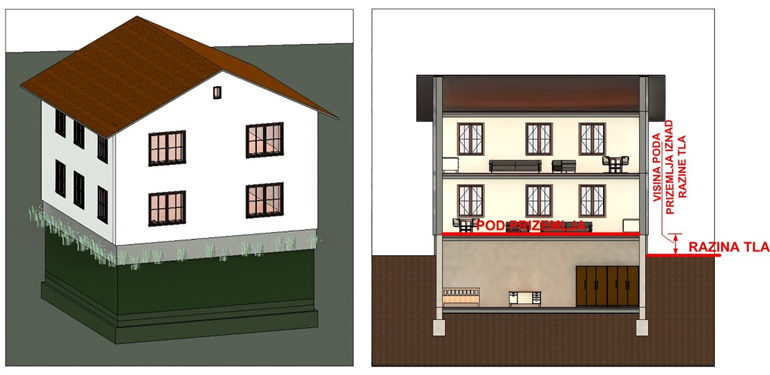 VISINA PODA
PRIZEMLJA IZNAD
RAZINE TLA
POD PRIZEMLJA
RAZINA TLA